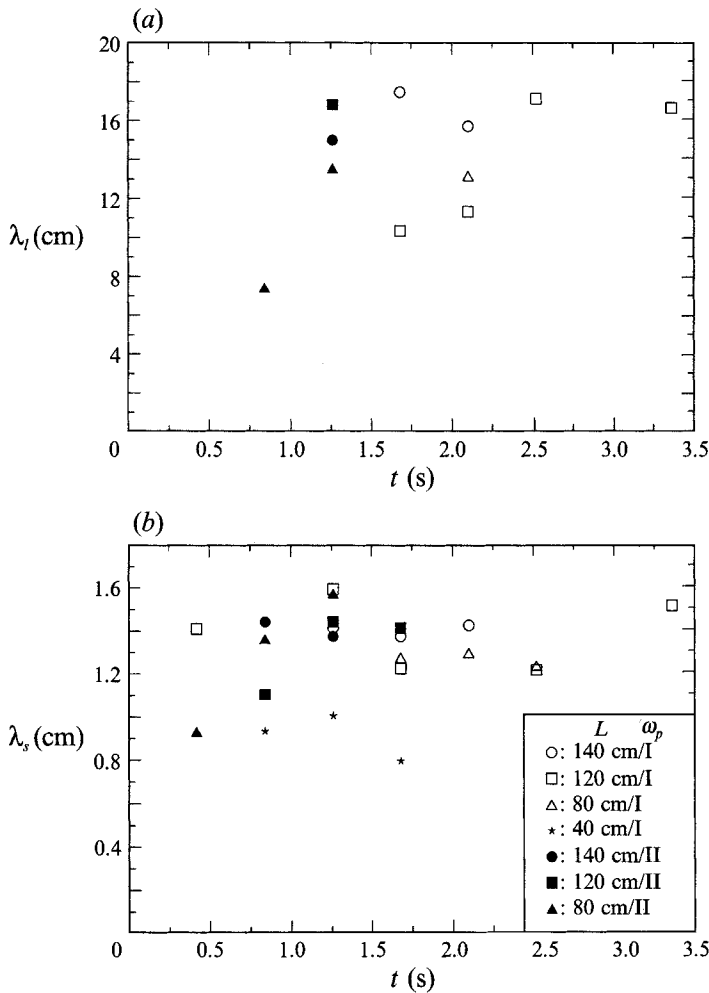 (a)
20
16
12
8
4
0
λ_l (cm)
0.5 1.0 1.5 2.0 2.5 3.0 3.5
t (s)
(b)
1.6
1.2
0.8
0.4
0
λ_s (cm)
0.5 1.0 1.5 2.0 2.5 3.0 3.5
t (s)
L ω_p
○: 140 cm/I
□: 120 cm/I
△: 80 cm/I
★: 40 cm/I
●: 140 cm/II
■: 120 cm/II
▲: 80 cm/II